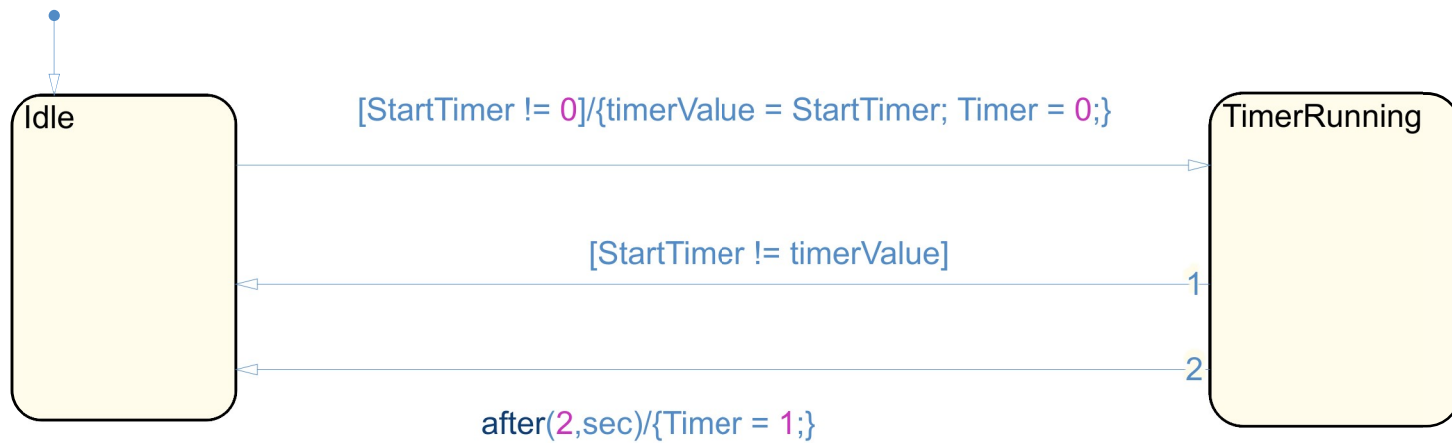 Idle
[StartTimer != 0]/{timerValue = StartTimer; Timer = 0;}
TimerRunning
[StartTimer != timerValue]
1
2
after(2,sec)/{Timer = 1;}